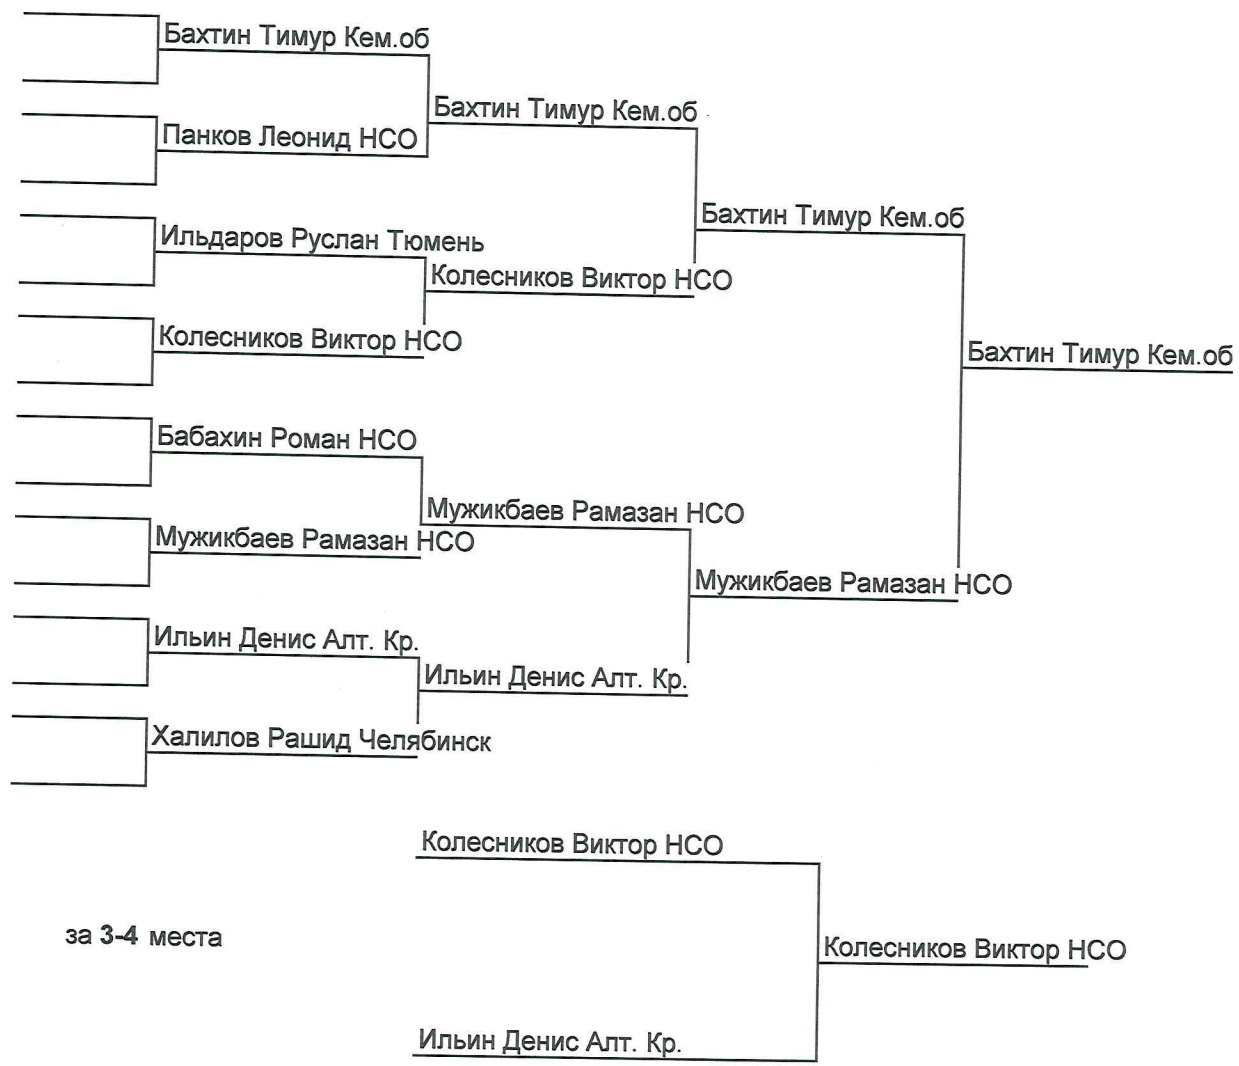 Бахтин Тимур Кем.об
Бахтин Тимур Кем.об
Панков Леонид НСО
Бахтин Тимур Кем.об
Ильдаров Руслан Тюмень
Колесников Виктор НСО
Колесников Виктор НСО
Бахтин Тимур Кем.об
Бабахин Роман НСО
Мужикбаев Рамазан НСО
Мужикбаев Рамазан НСО
Мужикбаев Рамазан НСО
Ильин Денис Алт. Кр.
Ильин Денис Алт. Кр.
Халилов Рашид Челябинск
Колесников Виктор НСО
за 3-4 места
Колесников Виктор НСО
Ильин Денис Алт. Кр.